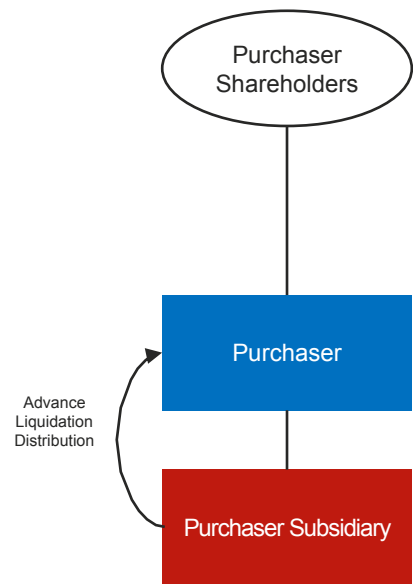 Purchaser
Shareholders
Purchaser
Advance
Liquidation
Distribution
Purchaser Subsidiary